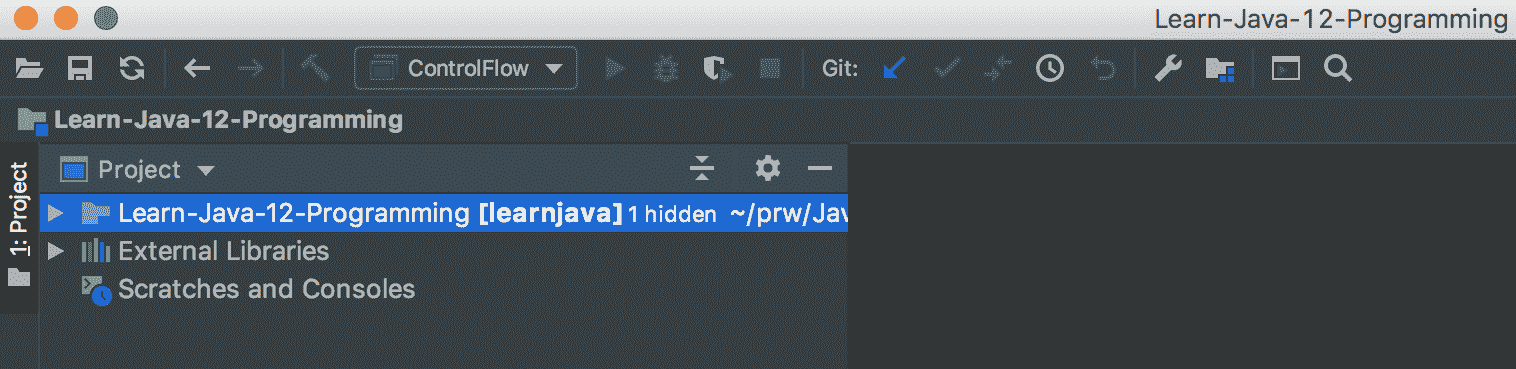 Learn-Java-12-Programming
ControlFlow
Git:
Learn-Java-12-Programming
1: Project
Project
Learn-Java-12-Programming [learnjava] 1 hidden ~/prw/Jav
External Libraries
Scratches and Consoles